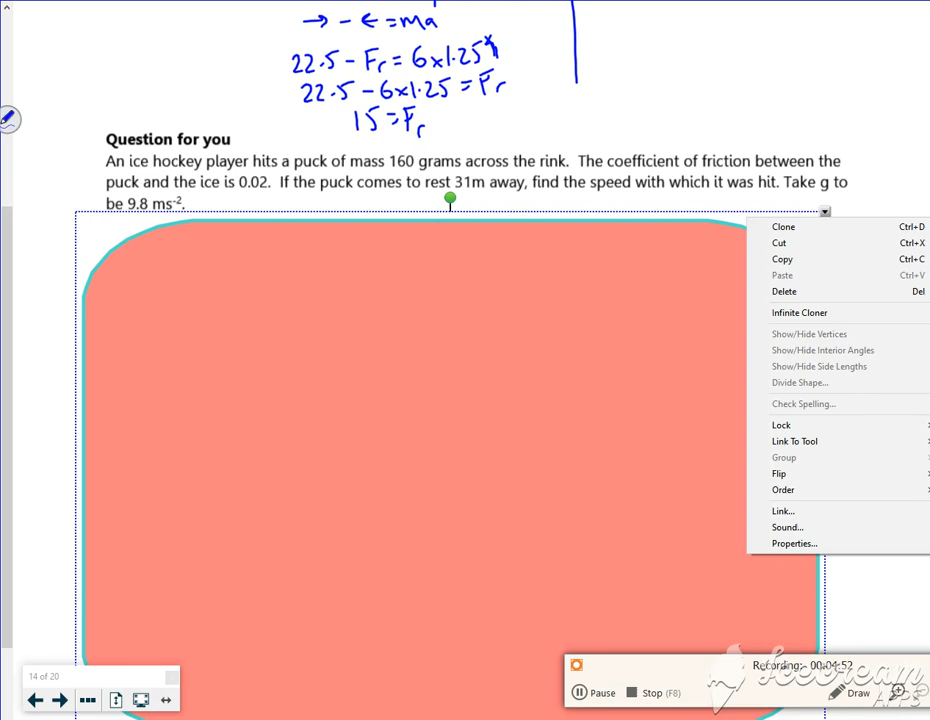 → - ← = ma
22.5 - Fr = 6x1.25
22.5 - 6x1.25 = Fr
15 = Fr
Question for you
An ice hockey player hits a puck of mass 160 grams across the rink. The coefficient of friction between the
puck and the ice is 0.02. If the puck comes to rest 31m away, find the speed with which it was hit. Take g to
be 9.8 ms-2.
Clone Ctrl+D
Cut Ctrl+X
Copy Ctrl+C
Paste Ctrl+V
Delete Del
Infinite Cloner
Show/Hide Vertices
Show/Hide Interior Angles
Show/Hide Side Lengths
Divide Shape...
Check Spelling...
Lock
Link To Tool
Group
Flip
Order
Link...
Sound...
Properties...
14 of 20
Recording:- 00:04:52
Pause Stop (F8) Draw
Icecream
APPS